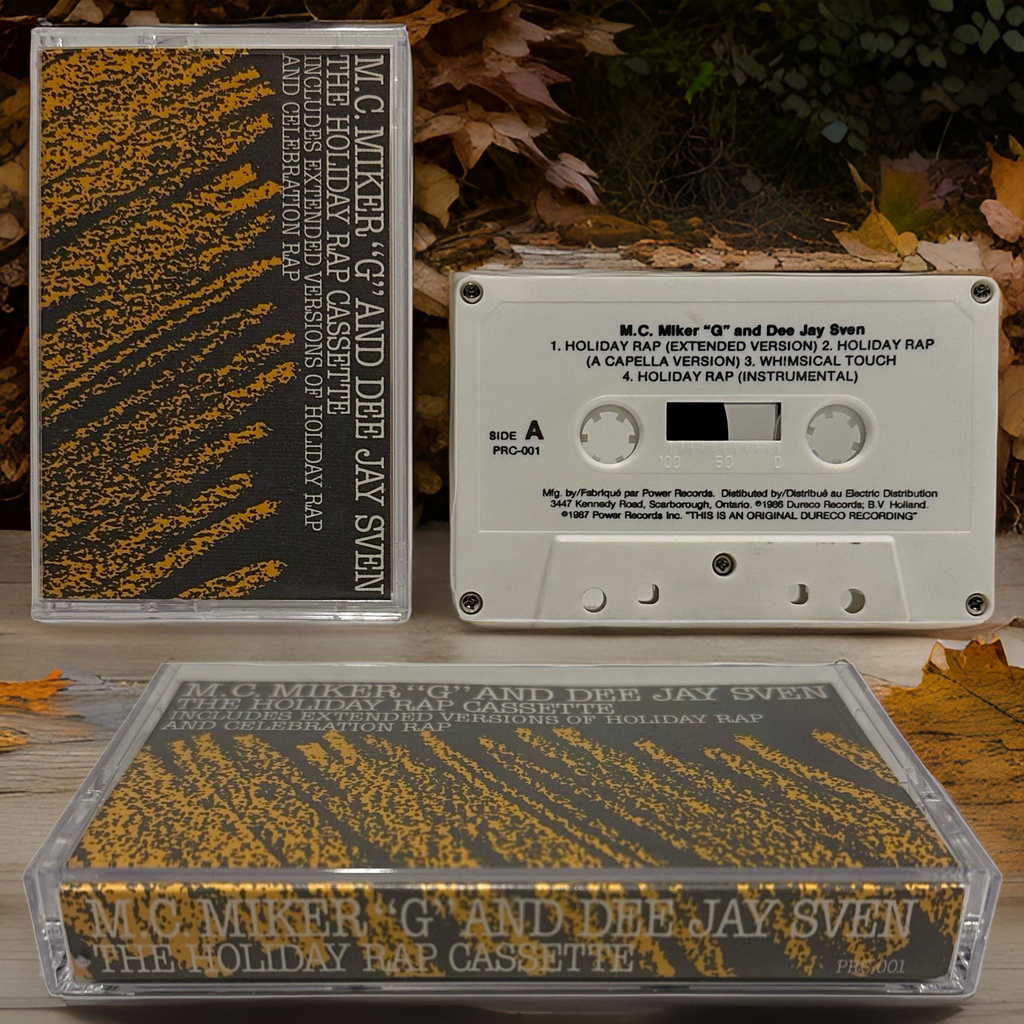 M.C. MIKER "G" AND DEE JAY SVEN
THE HOLIDAY RAP CASSETTE
INCLUDES EXTENDED VERSIONS OF HOLIDAY RAP
AND CELEBRATION RAP
M.C. Miker "G" and Dee Jay Sven
1. HOLIDAY RAP (EXTENDED VERSION) 2. HOLIDAY RAP
(A CAPELLA VERSION) 3. WHIMSICAL TOUCH
4. HOLIDAY RAP (INSTRUMENTAL)
SIDE A
PRC-001
100 50 0
Mfg. by/Fabriqué par Power Records. Distibuted by/Distribué au Electric Distribution
3447 Kennedy Road, Scarborough, Ontario. ℗1986 Dureco Records; B.V Holland.
©1987 Power Records Inc. "THIS IS AN ORIGINAL DURECO RECORDING"
M.C. MIKER "G" AND DEE JAY SVEN
THE HOLIDAY RAP CASSETTE
INCLUDES EXTENDED VERSIONS OF HOLIDAY RAP
AND CELEBRATION RAP
M.C. MIKER "G" AND DEE JAY SVEN
THE HOLIDAY RAP CASSETTE
PRC-001